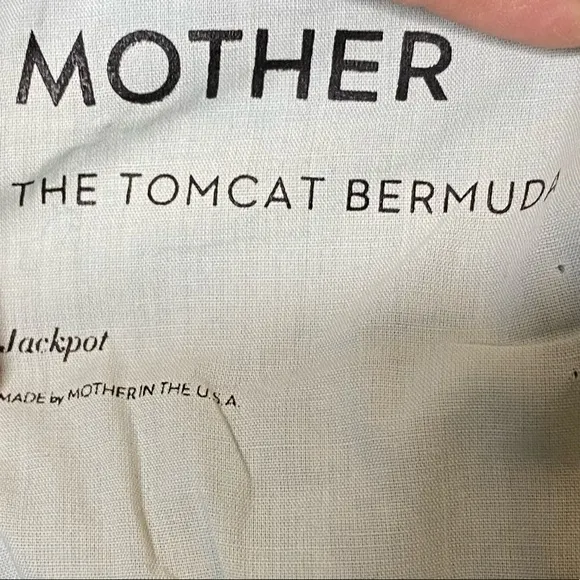 MOTHER
THE TOMCAT BERMUDA
Jackpot
MADE by MOTHER IN THE U.S.A.